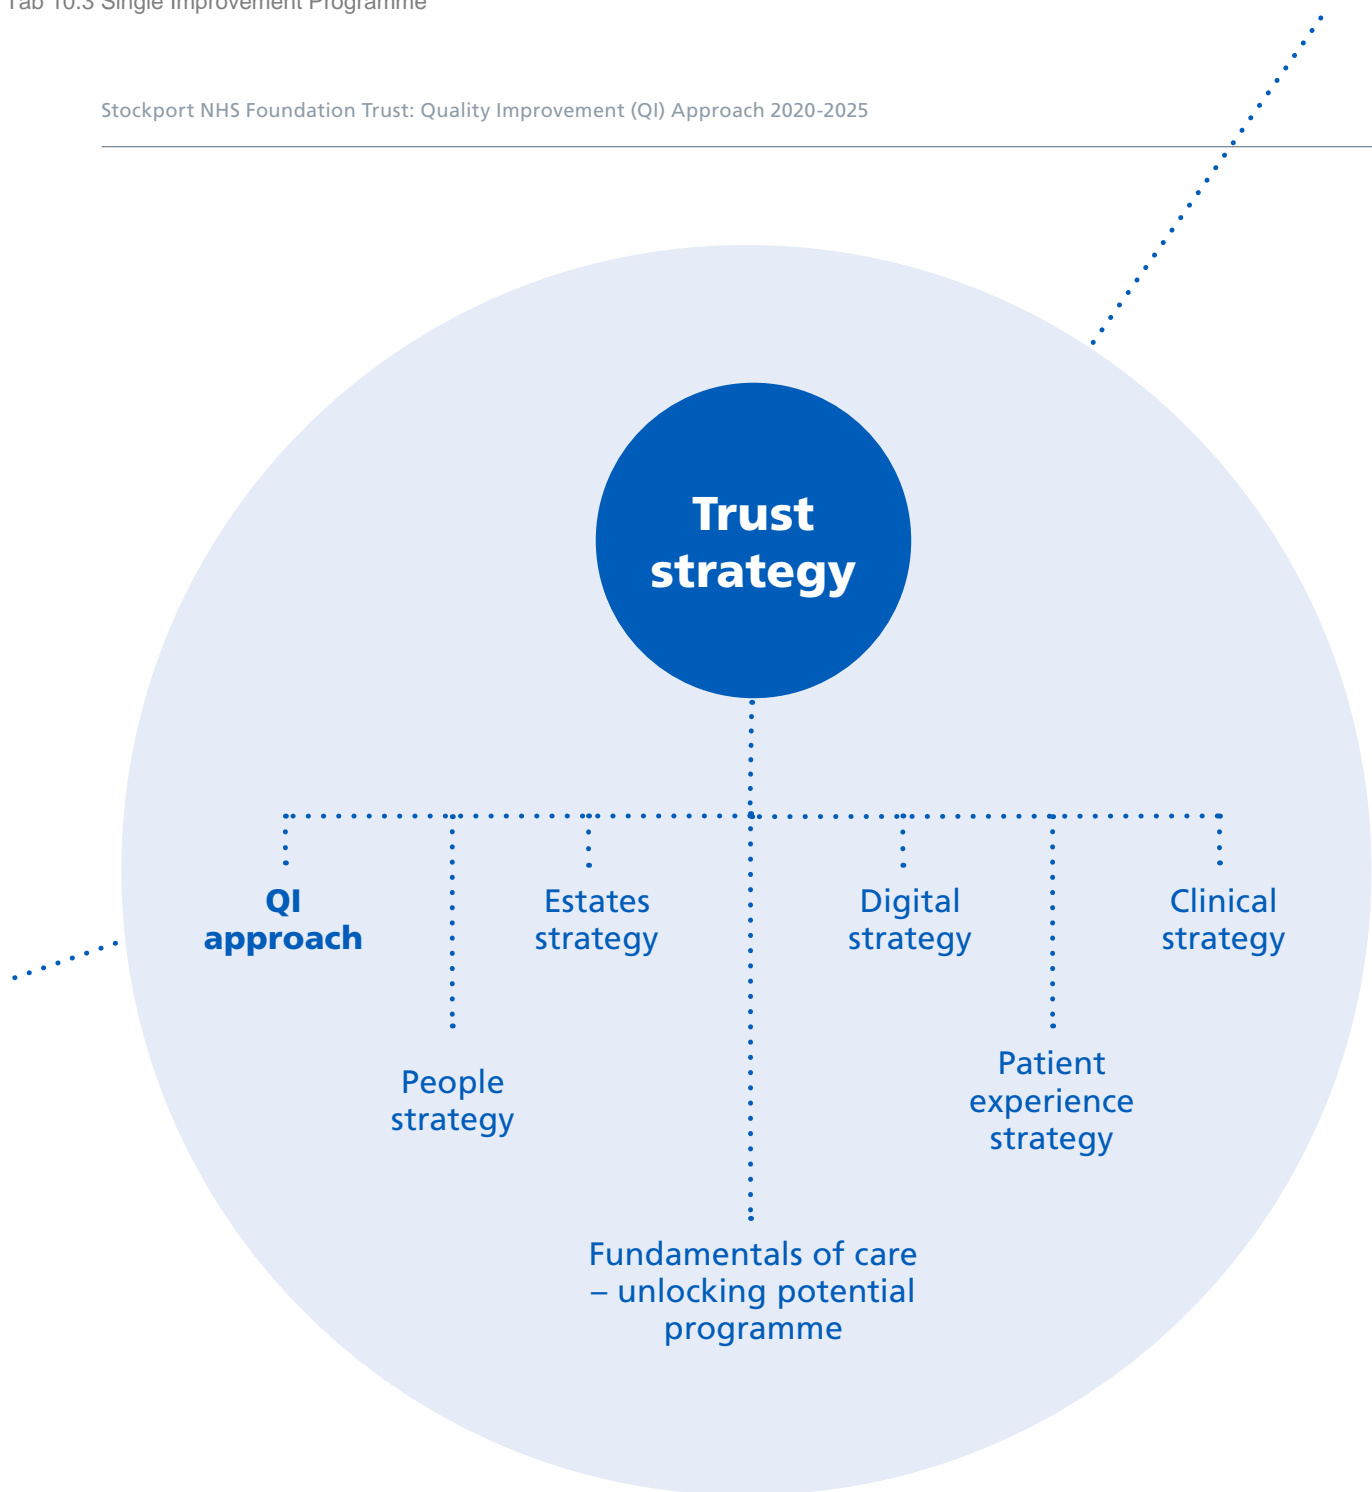 Tab 10.3 Single Improvement Programme
Stockport NHS Foundation Trust: Quality Improvement (QI) Approach 2020-2025
Trust
strategy
QI
approach
Estates
strategy
Digital
strategy
Clinical
strategy
People
strategy
Patient
experience
strategy
Fundamentals of care
– unlocking potential
programme